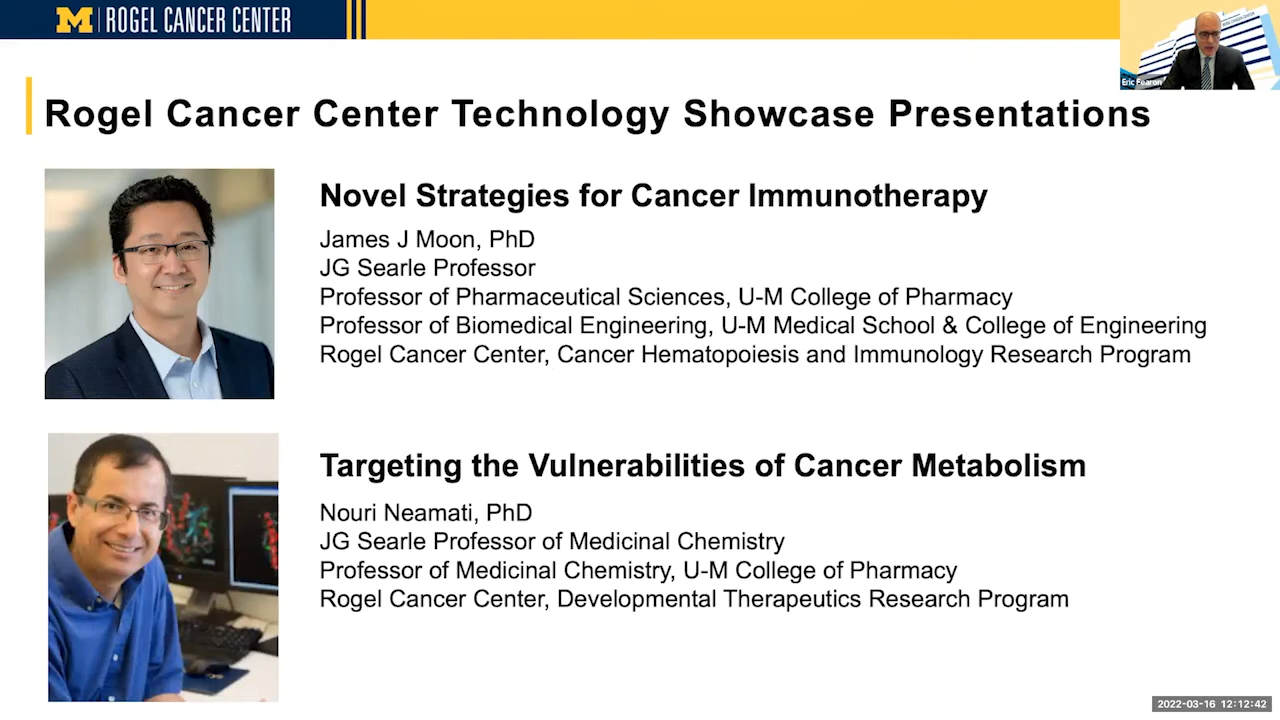 M | ROGEL CANCER CENTER
Eric Fearon
Rogel Cancer Center Technology Showcase Presentations
Novel Strategies for Cancer Immunotherapy
James J Moon, PhD
JG Searle Professor
Professor of Pharmaceutical Sciences, U-M College of Pharmacy
Professor of Biomedical Engineering, U-M Medical School & College of Engineering
Rogel Cancer Center, Cancer Hematopoiesis and Immunology Research Program
Targeting the Vulnerabilities of Cancer Metabolism
Nouri Neamati, PhD
JG Searle Professor of Medicinal Chemistry
Professor of Medicinal Chemistry, U-M College of Pharmacy
Rogel Cancer Center, Developmental Therapeutics Research Program
2022-03-16 12:12:42